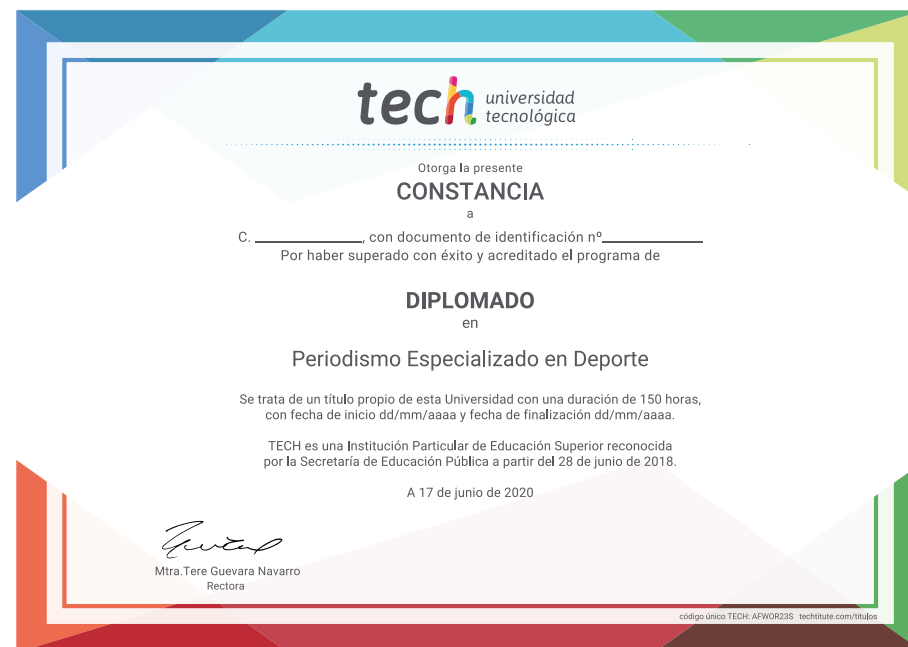 tech universidad
tecnológica
Otorga la presente
CONSTANCIA
a
C. ____________, con documento de identificación nº____________
Por haber superado con éxito y acreditado el programa de
DIPLOMADO
en
Periodismo Especializado en Deporte
Se trata de un título propio de esta Universidad con una duración de 150 horas,
con fecha de inicio dd/mm/aaaa y fecha de finalización dd/mm/aaaa.
TECH es una Institución Particular de Educación Superior reconocida
por la Secretaría de Educación Pública a partir del 28 de junio de 2018.
A 17 de junio de 2020
Mtra.Tere Guevara Navarro
Rectora
código único TECH: AFWOR23S techtitute.com/titulos